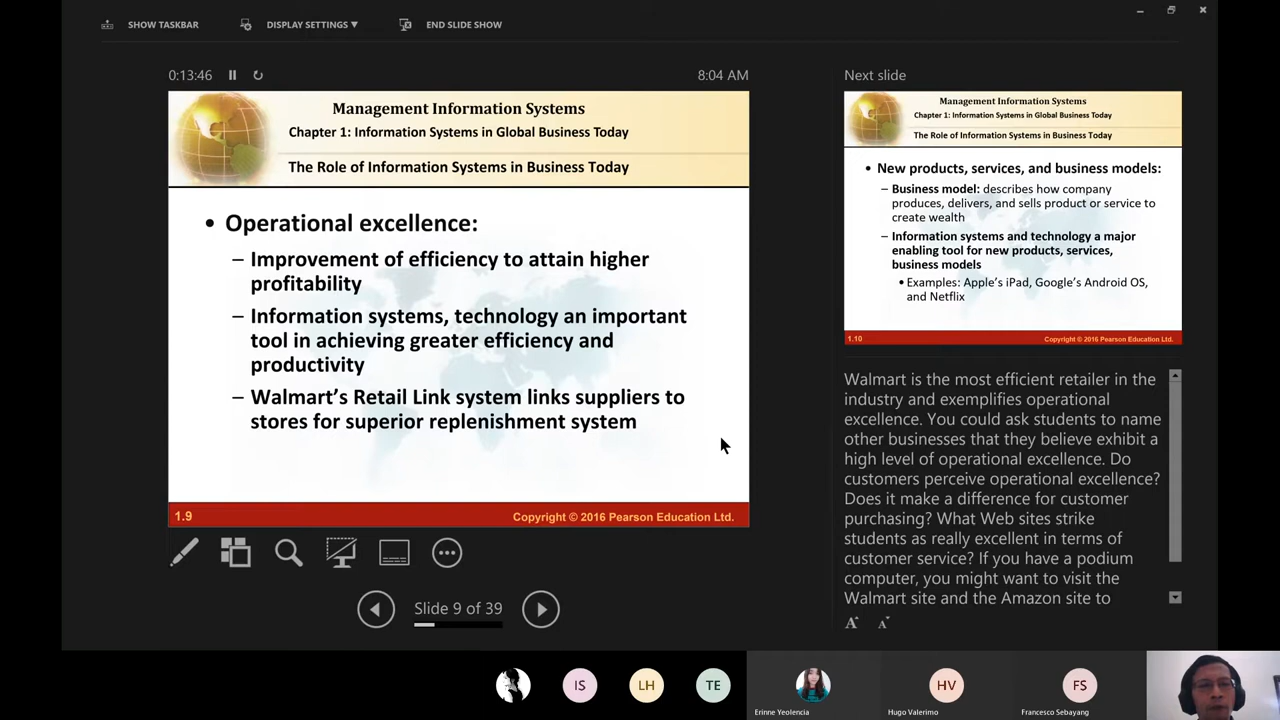 SHOW TASKBAR
DISPLAY SETTINGS ▼
END SLIDE SHOW
0:13:46
8:04 AM
Management Information Systems
Chapter 1: Information Systems in Global Business Today
The Role of Information Systems in Business Today
• Operational excellence:
– Improvement of efficiency to attain higher
profitability
– Information systems, technology an important
tool in achieving greater efficiency and
productivity
– Walmart's Retail Link system links suppliers to
stores for superior replenishment system
1.9
Copyright © 2016 Pearson Education Ltd.
Slide 9 of 39
Next slide
Management Information Systems
Chapter 1: Information Systems in Global Business Today
The Role of Information Systems in Business Today
• New products, services, and business models:
– Business model: describes how company
produces, delivers, and sells product or service to
create wealth
– Information systems and technology a major
enabling tool for new products, services,
business models
• Examples: Apple's iPad, Google's Android OS,
and Netflix
1.10
Copyright © 2016 Pearson Education Ltd.
Walmart is the most efficient retailer in the
industry and exemplifies operational
excellence. You could ask students to name
other businesses that they believe exhibit a
high level of operational excellence. Do
customers perceive operational excellence?
Does it make a difference for customer
purchasing? What Web sites strike
students as really excellent in terms of
customer service? If you have a podium
computer, you might want to visit the
Walmart site and the Amazon site to
A A
IS
LH
TE
Erinne Yeolencia
HV
Hugo Valerimo
FS
Francesco Sebayang